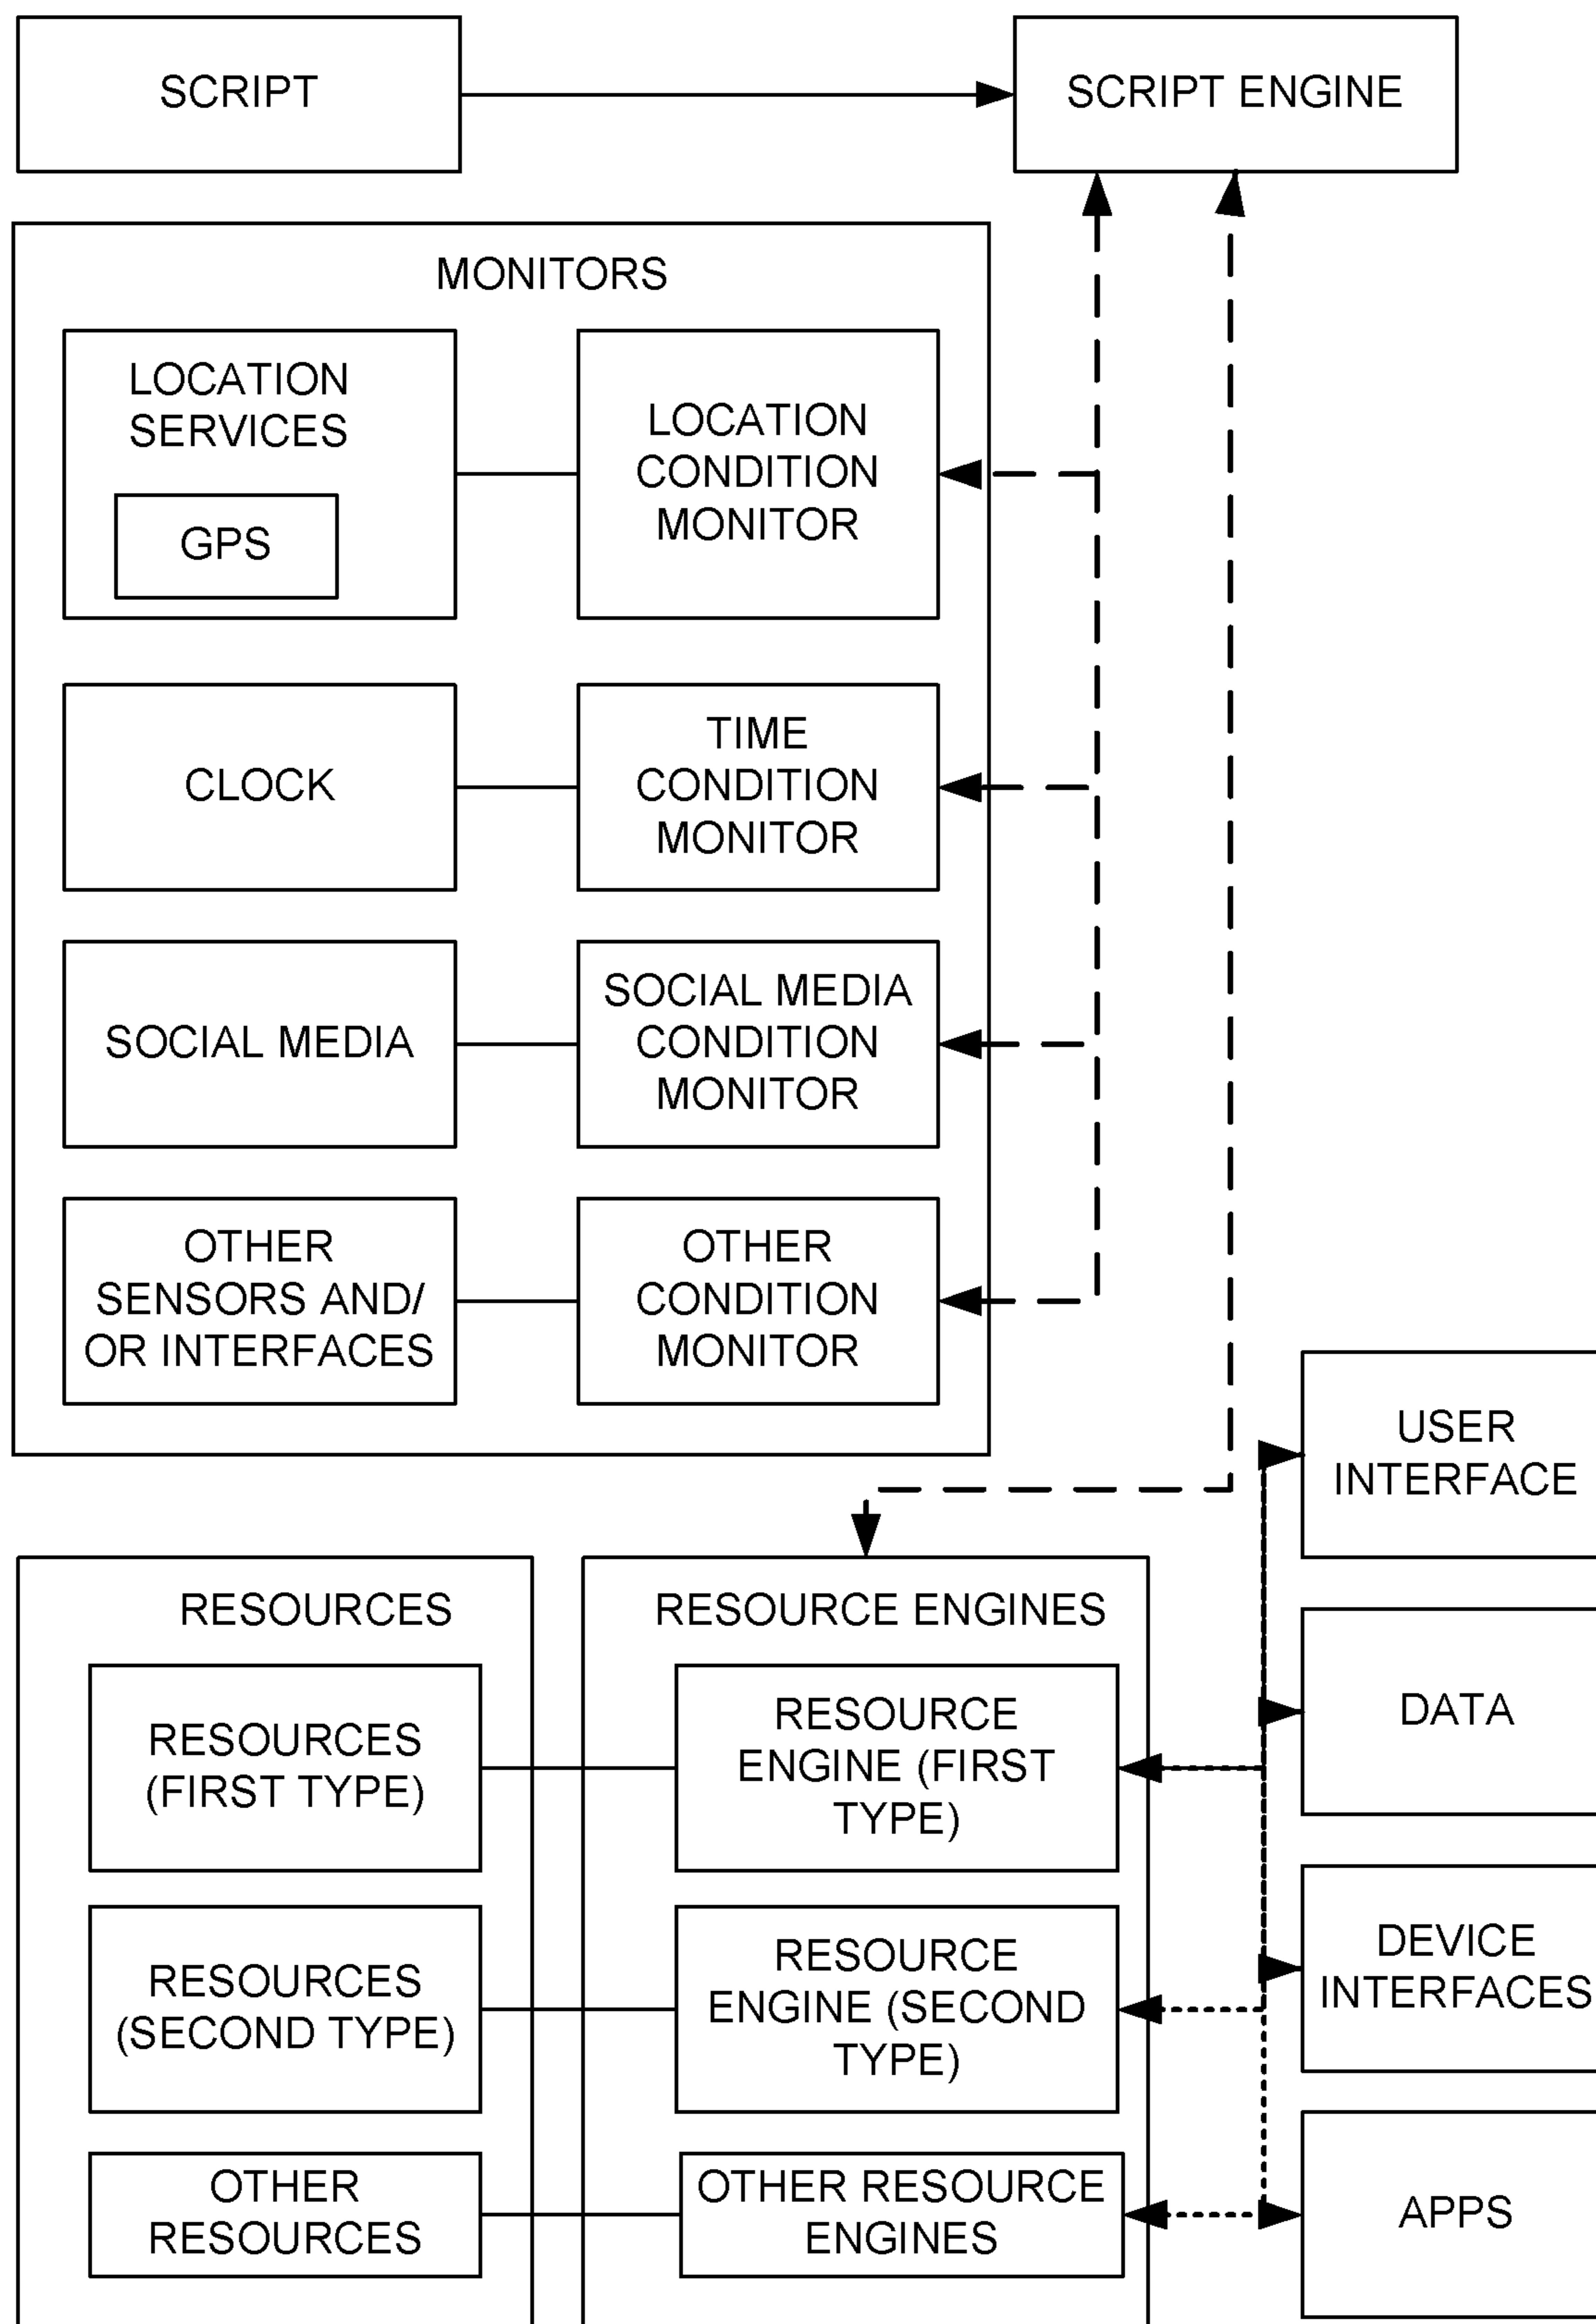 SCRIPT
SCRIPT ENGINE
MONITORS
LOCATION
SERVICES
GPS
LOCATION
CONDITION
MONITOR
CLOCK
TIME
CONDITION
MONITOR
SOCIAL MEDIA
SOCIAL MEDIA
CONDITION
MONITOR
OTHER
SENSORS AND/
OR INTERFACES
OTHER
CONDITION
MONITOR
RESOURCES
RESOURCES
(FIRST TYPE)
RESOURCES
(SECOND TYPE)
OTHER
RESOURCES
RESOURCE ENGINES
RESOURCE
ENGINE (FIRST
TYPE)
RESOURCE
ENGINE (SECOND
TYPE)
OTHER RESOURCE
ENGINES
USER
INTERFACE
DATA
DEVICE
INTERFACES
APPS